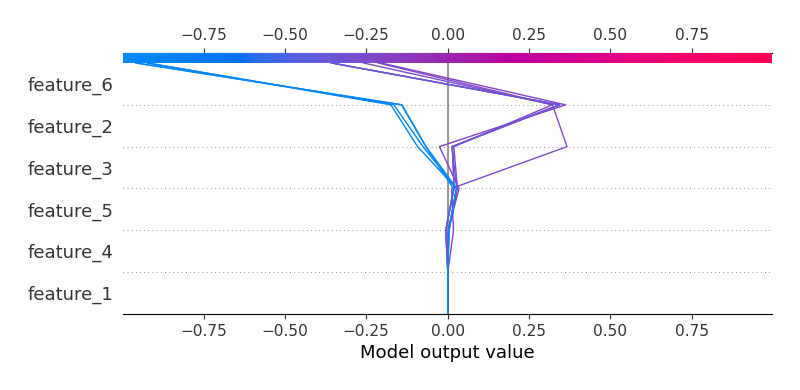 −0.75 −0.50 −0.25 0.00 0.25 0.50 0.75
feature_6
feature_2
feature_3
feature_5
feature_4
feature_1
−0.75 −0.50 −0.25 0.00 0.25 0.50 0.75
Model output value